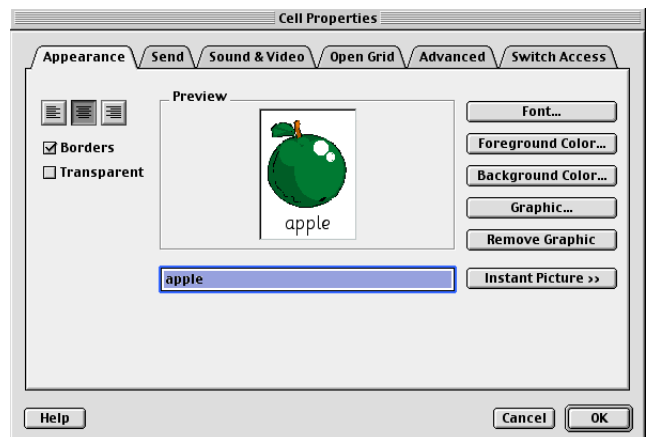 Cell Properties
Appearance
Send
Sound & Video
Open Grid
Advanced
Switch Access
Borders
Transparent
Preview
apple
apple
Font...
Foreground Color...
Background Color...
Graphic...
Remove Graphic
Instant Picture >>
Help
Cancel
OK